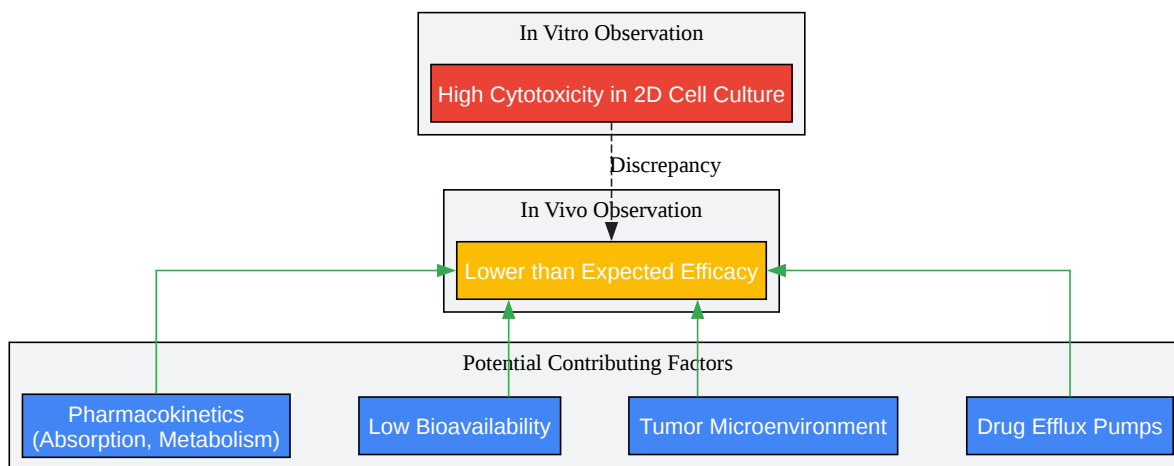 In Vitro Observation
High Cytotoxicity in 2D Cell Culture
Discrepancy
In Vivo Observation
Lower than Expected Efficacy
Potential Contributing Factors
Pharmacokinetics
(Absorption, Metabolism)
Low Bioavailability
Tumor Microenvironment
Drug Efflux Pumps